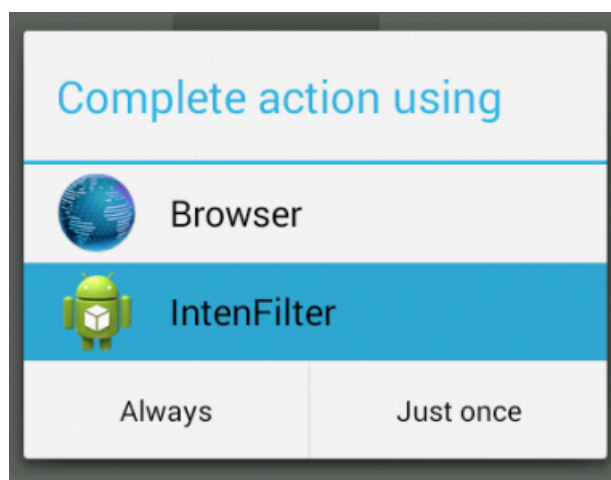 Complete action using
Browser
IntenFilter
Always
Just once